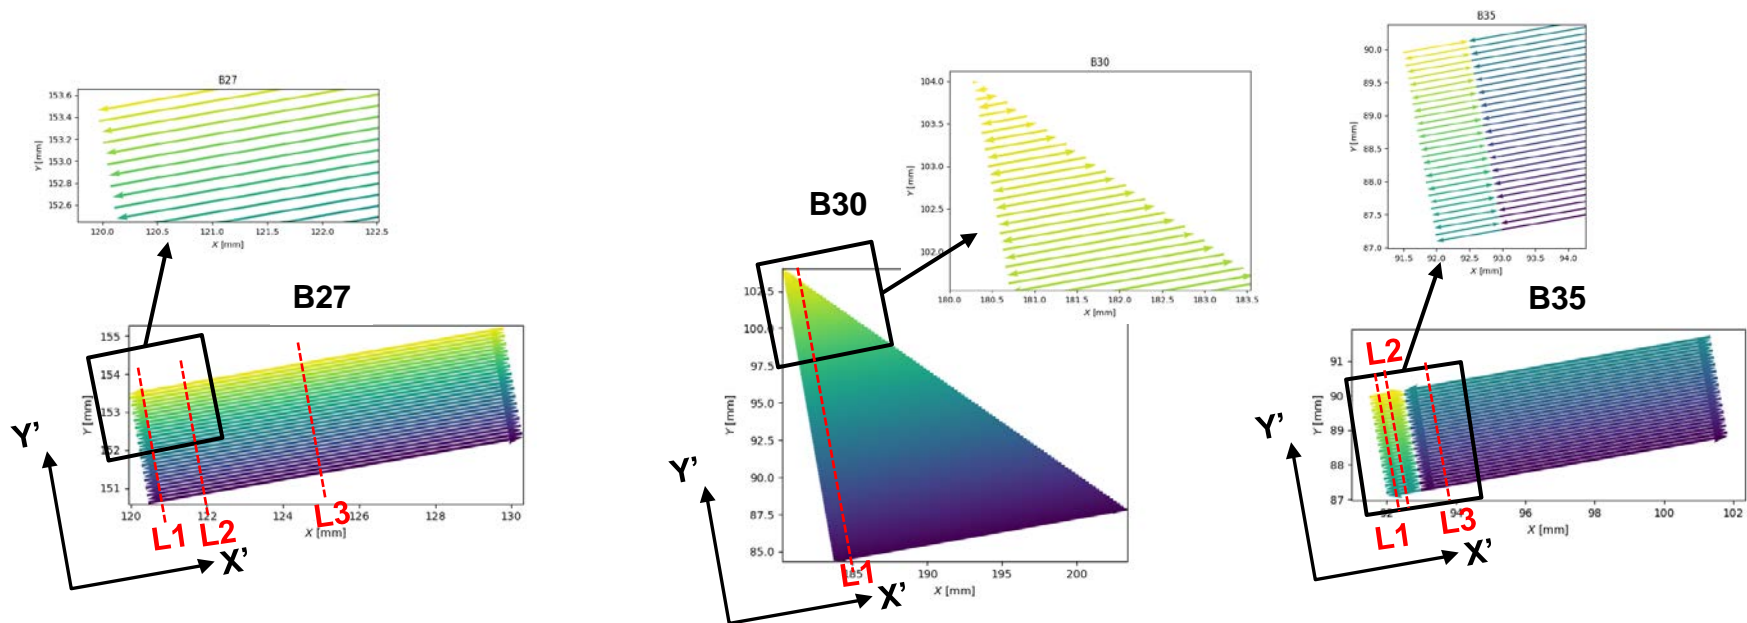 B27
153.6
153.4
153.2
153.0
152.8
152.6
Y [mm]
120.0 120.5 121.0 121.5 122.0 122.5
X [mm]
B27
155
154
153
152
151
Y [mm]
120 122 124 126 128 130
X [mm]
L1 L2 L3
Y'
X'
B30
104.0
103.5
103.0
102.5
102.0
Y [mm]
180.0 180.5 181.0 181.5 182.0 182.5 183.0 183.5
X [mm]
B30
102.5
100.0
97.5
95.0
92.5
90.0
87.5
85.0
Y [mm]
185 190 195 200
X [mm]
L1
Y'
X'
B35
90.0
89.5
89.0
88.5
88.0
87.5
87.0
Y [mm]
91.5 92.0 92.5 93.0 93.5 94.0
X [mm]
B35
L2
91
90
89
88
87
Y [mm]
92 94 96 98 100 102
X [mm]
L1 L3
Y'
X'